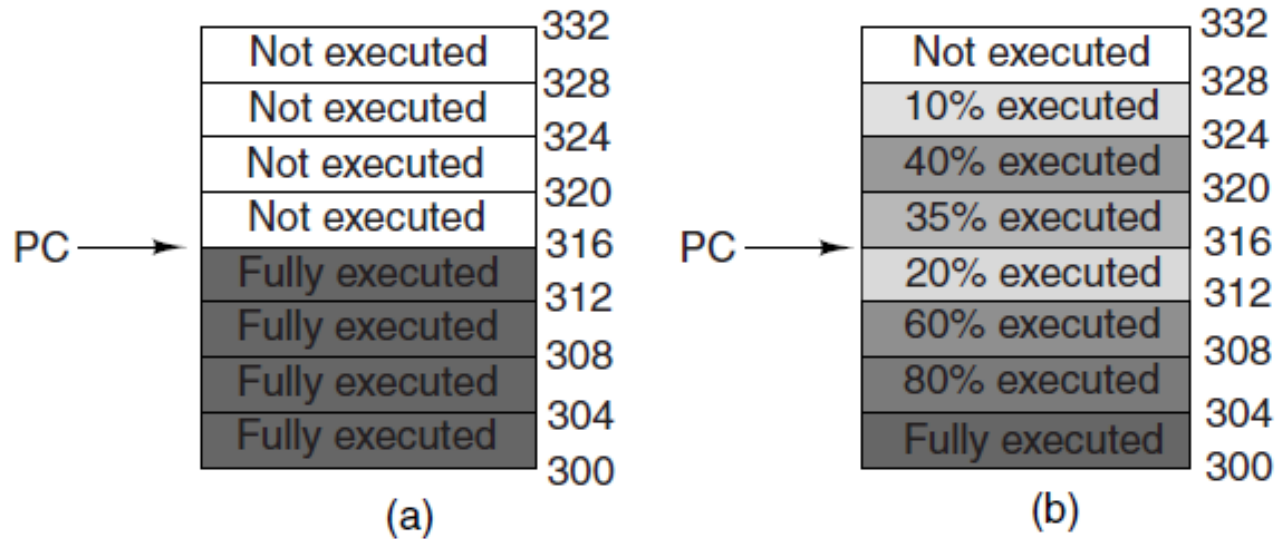 332
Not executed
328
Not executed
324
Not executed
320
Not executed
316
PC
Fully executed
312
Fully executed
308
Fully executed
304
Fully executed
300
(a)
332
Not executed
328
10% executed
324
40% executed
320
35% executed
316
PC
20% executed
312
60% executed
308
80% executed
304
Fully executed
300
(b)